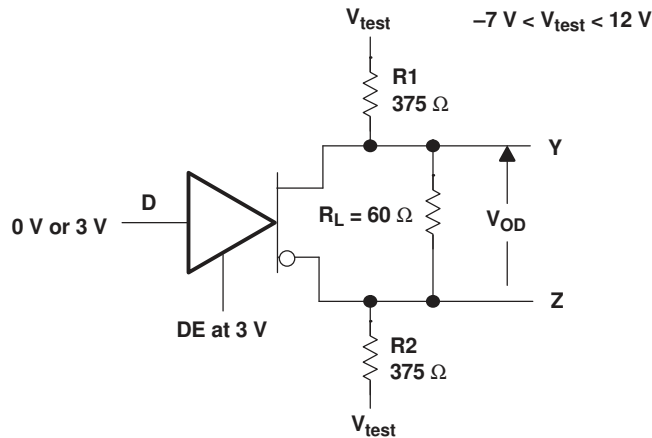 V_test
–7 V < V_test < 12 V
R1
375 Ω
Y
D
0 V or 3 V
R_L = 60 Ω
V_OD
Z
DE at 3 V
R2
375 Ω
V_test